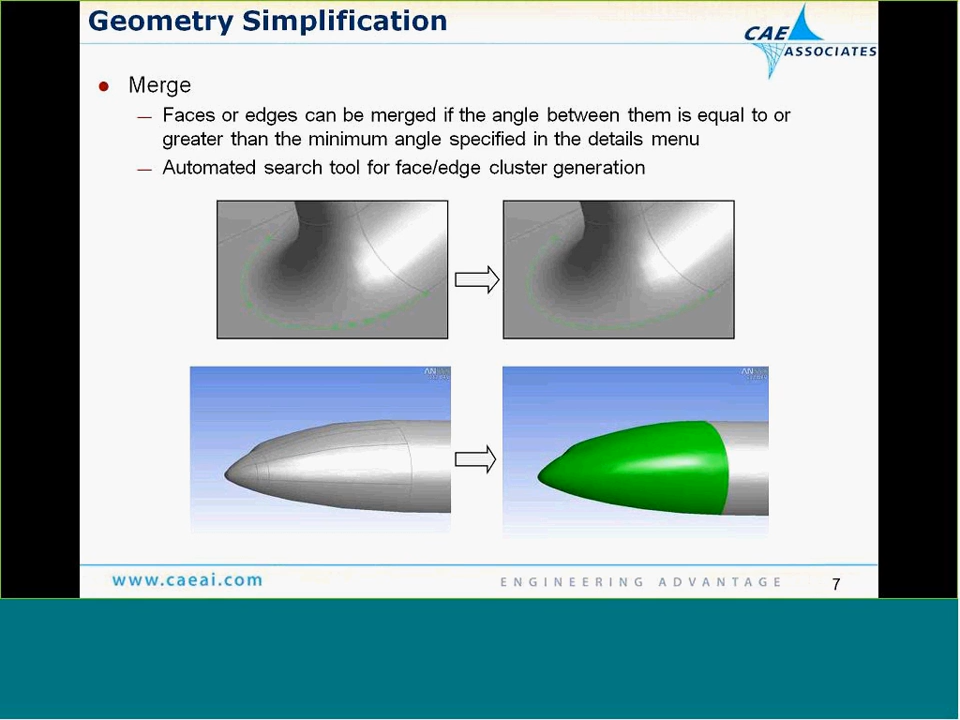 Geometry Simplification
CAE
ASSOCIATES
● Merge
— Faces or edges can be merged if the angle between them is equal to or
greater than the minimum angle specified in the details menu
— Automated search tool for face/edge cluster generation
www.caeai.com
ENGINEERING ADVANTAGE
7